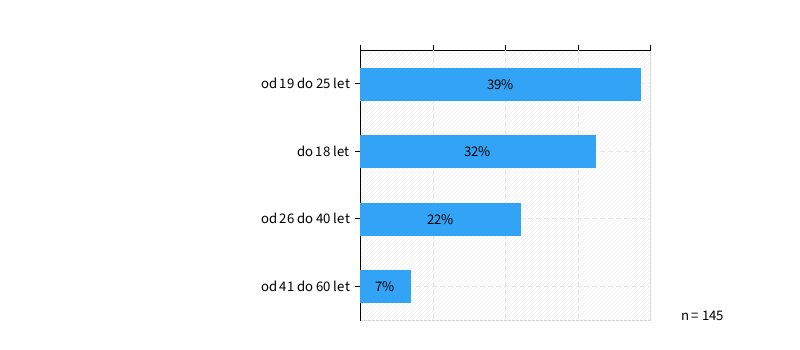 od 19 do 25 let
39%
do 18 let
32%
od 26 do 40 let
22%
od 41 do 60 let
7%
n = 145